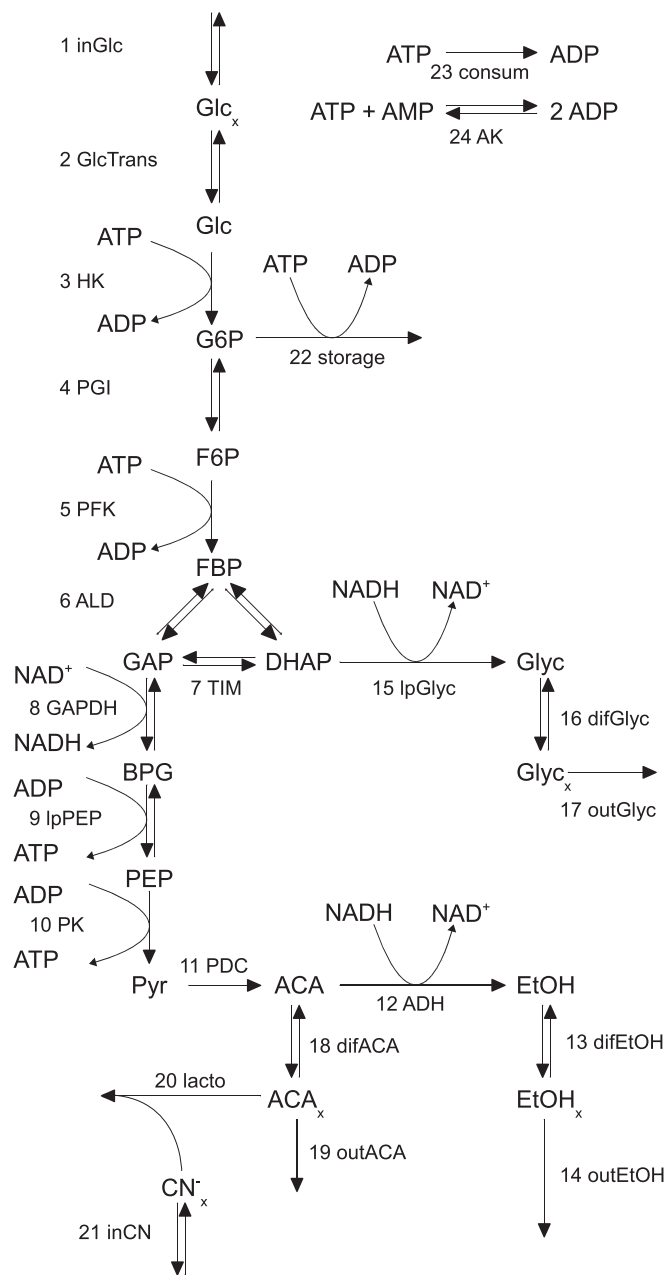 1 inGlc
ATP ADP
23 consum
Glcₓ
ATP + AMP 2 ADP
24 AK
2 GlcTrans
Glc
ATP
ATP ADP
3 HK
ADP
G6P
22 storage
4 PGI
F6P
ATP
5 PFK
ADP
FBP
6 ALD
NADH NAD⁺
GAP DHAP Glyc
NAD⁺
7 TIM 15 lpGlyc
8 GAPDH
16 difGlyc
NADH
BPG Glycₓ
ADP
17 outGlyc
9 lpPEP
ATP
PEP
ADP
NADH NAD⁺
10 PK
ATP
11 PDC
Pyr ACA EtOH
12 ADH
18 difACA 13 difEtOH
20 lacto
ACAₓ EtOHₓ
19 outACA
14 outEtOH
CN⁻ₓ
21 inCN